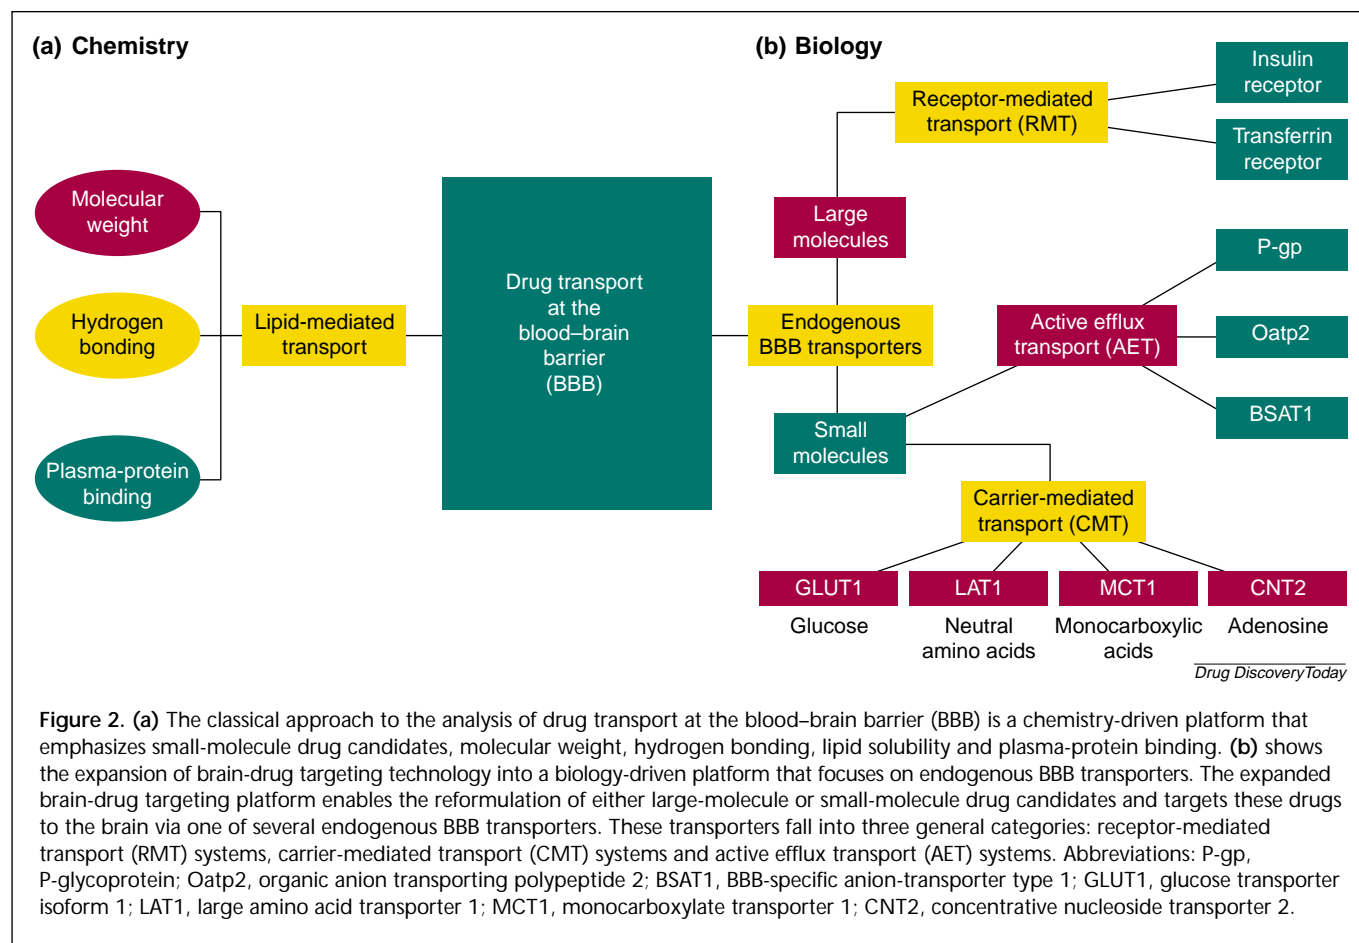 (a) Chemistry
Molecular
weight
Hydrogen
bonding
Plasma-protein
binding
Lipid-mediated
transport
Drug transport
at the
blood–brain
barrier
(BBB)
(b) Biology
Receptor-mediated
transport (RMT)
Insulin
receptor
Transferrin
receptor
Large
molecules
Endogenous
BBB transporters
Small
molecules
Active efflux
transport (AET)
P-gp
Oatp2
BSAT1
Carrier-mediated
transport (CMT)
GLUT1
Glucose
LAT1
Neutral
amino acids
MCT1
Monocarboxylic
acids
CNT2
Adenosine
Drug DiscoveryToday
Figure 2. (a) The classical approach to the analysis of drug transport at the blood–brain barrier (BBB) is a chemistry-driven platform that
emphasizes small-molecule drug candidates, molecular weight, hydrogen bonding, lipid solubility and plasma-protein binding. (b) shows
the expansion of brain-drug targeting technology into a biology-driven platform that focuses on endogenous BBB transporters. The expanded
brain-drug targeting platform enables the reformulation of either large-molecule or small-molecule drug candidates and targets these drugs
to the brain via one of several endogenous BBB transporters. These transporters fall into three general categories: receptor-mediated
transport (RMT) systems, carrier-mediated transport (CMT) systems and active efflux transport (AET) systems. Abbreviations: P-gp,
P-glycoprotein; Oatp2, organic anion transporting polypeptide 2; BSAT1, BBB-specific anion-transporter type 1; GLUT1, glucose transporter
isoform 1; LAT1, large amino acid transporter 1; MCT1, monocarboxylate transporter 1; CNT2, concentrative nucleoside transporter 2.